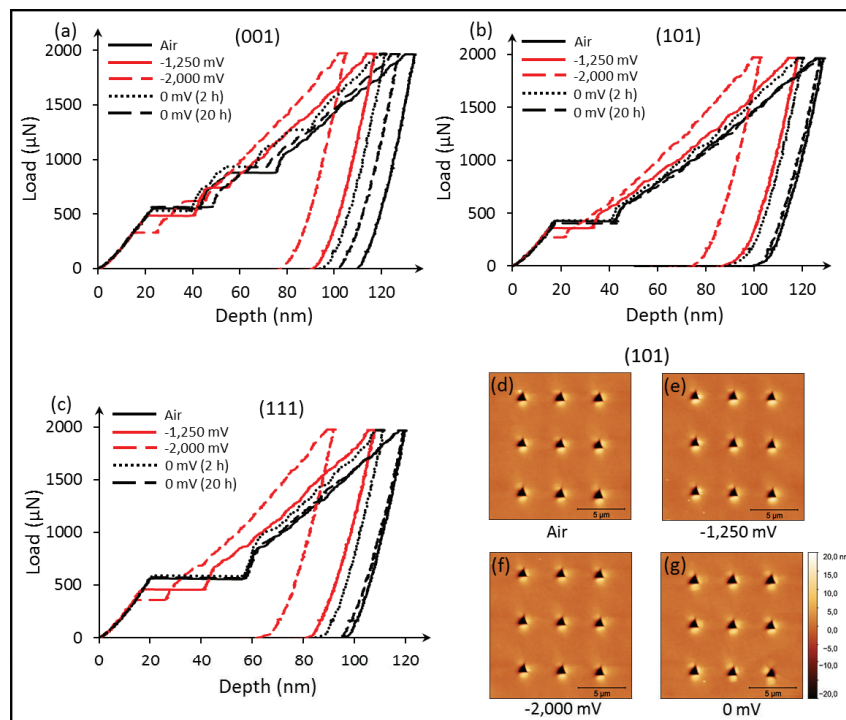 (a)
(001)
Air
-1,250 mV
-2,000 mV
0 mV (2 h)
0 mV (20 h)
Load (µN)
2000
1500
1000
500
0
0 20 40 60 80 100 120
Depth (nm)
(b)
(101)
Air
-1,250 mV
-2,000 mV
0 mV (2 h)
0 mV (20 h)
Load (µN)
2000
1500
1000
500
0
0 20 40 60 80 100 120
Depth (nm)
(c)
(111)
Air
-1,250 mV
-2,000 mV
0 mV (2 h)
0 mV (20 h)
Load (µN)
2000
1500
1000
500
0
0 20 40 60 80 100 120
Depth (nm)
(101)
(d)
5 µm
Air
(e)
5 µm
-1,250 mV
(f)
5 µm
-2,000 mV
(g)
5 µm
0 mV
20,0 nm
15,0
10,0
5,0
0,0
-5,0
-10,0
-20,0